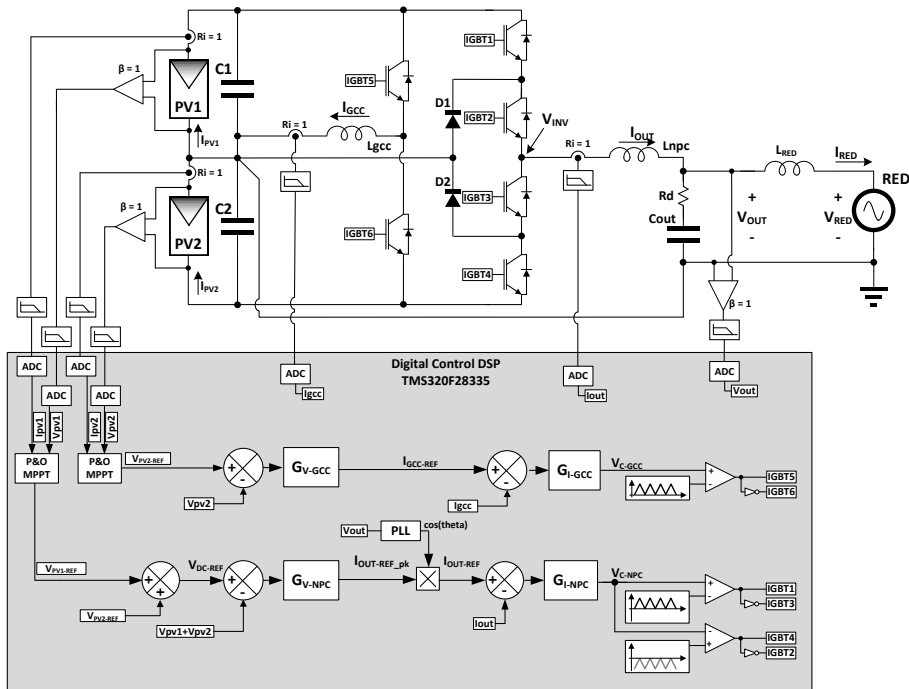 Ri = 1
β = 1
PV1
C1
IPV1
Ri = 1
β = 1
PV2
C2
IPV2
IGBT5
IGBT6
IGCC
Ri = 1
Lgcc
D1
D2
IGBT1
IGBT2
IGBT3
IGBT4
VINV
Ri = 1
IOUT
Lnpc
Rd
Cout
+
VOUT
-
LRED
IRED
RED
+
VRED
-
β = 1
Digital Control DSP
TMS320F28335
ADC
ADC
ADC
ADC
ADC
Igcc
ADC
Iout
ADC
Vout
Ipv1
Vpv1
Ipv2
Vpv2
P&O
MPPT
P&O
MPPT
VPV2-REF
+
-
Vpv2
GV-GCC
IGCC-REF
+
-
Igcc
GI-GCC
VC-GCC
+
-
IGBT5
IGBT6
Vout
PLL
cos(theta)
VPV1-REF
+
+
VPV2-REF
VDC-REF
+
-
Vpv1+Vpv2
GV-NPC
IOUT-REF_pk
IOUT-REF
+
-
Iout
GI-NPC
VC-NPC
+
-
IGBT1
IGBT3
-
+
IGBT4
IGBT2